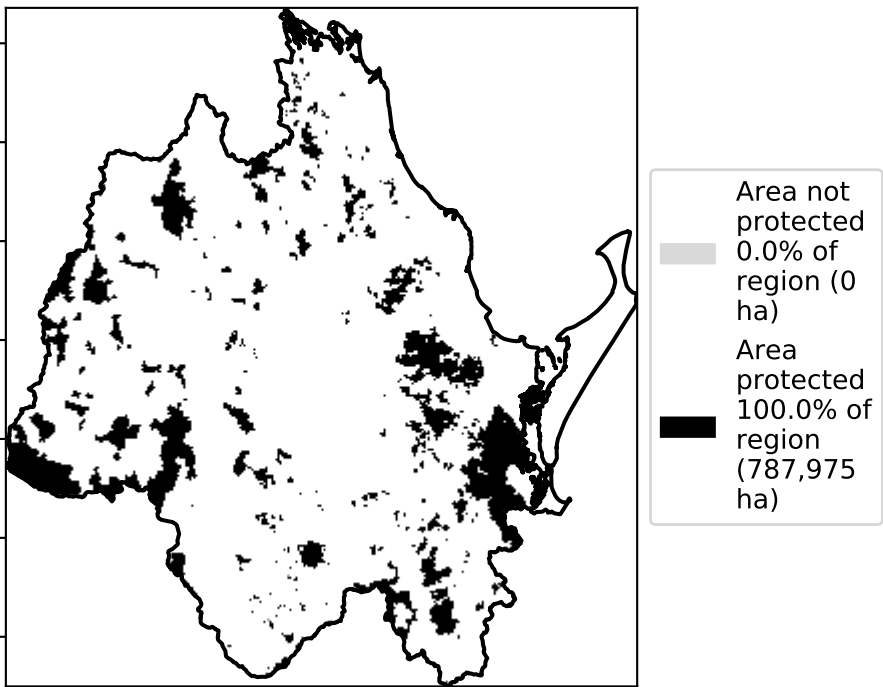 Area not
protected
0.0% of
region (0
ha)
Area
protected
100.0% of
region
(787,975
ha)